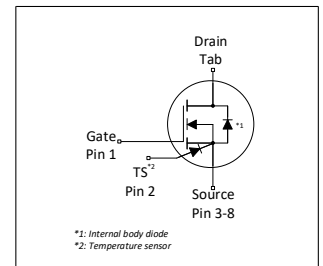 Drain
Tab
*1
Gate
Pin 1
TS*2
Pin 2
Source
Pin 3-8
*1: Internal body diode
*2: Temperature sensor